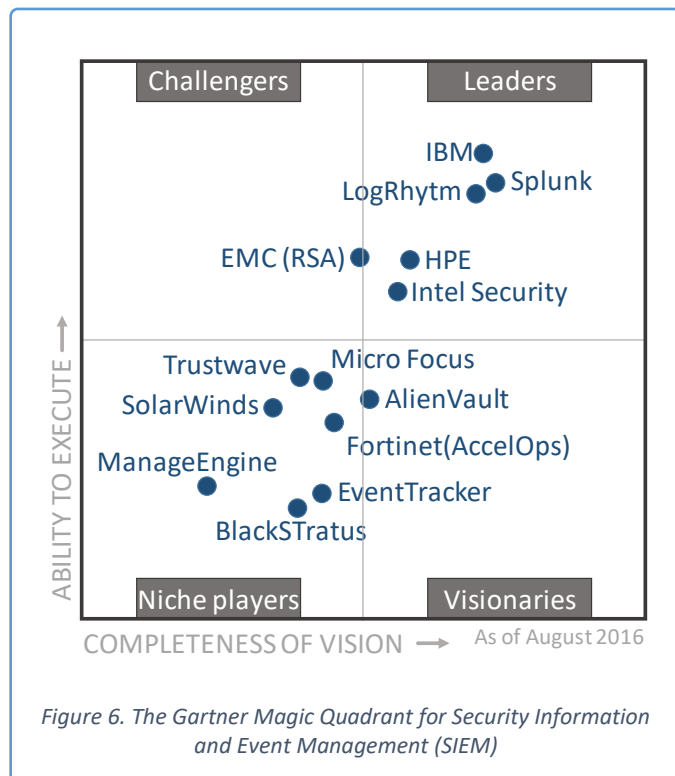 Challengers
Leaders
IBM
Splunk
LogRhytm
EMC (RSA)
HPE
Intel Security
Trustwave
Micro Focus
SolarWinds
AlienVault
Fortinet(AccelOps)
ManageEngine
EventTracker
BlackSTratus
ABILITY TO EXECUTE
Niche players
Visionaries
COMPLETENESS OF VISION
As of August 2016
Figure 6. The Gartner Magic Quadrant for Security Information
and Event Management (SIEM)